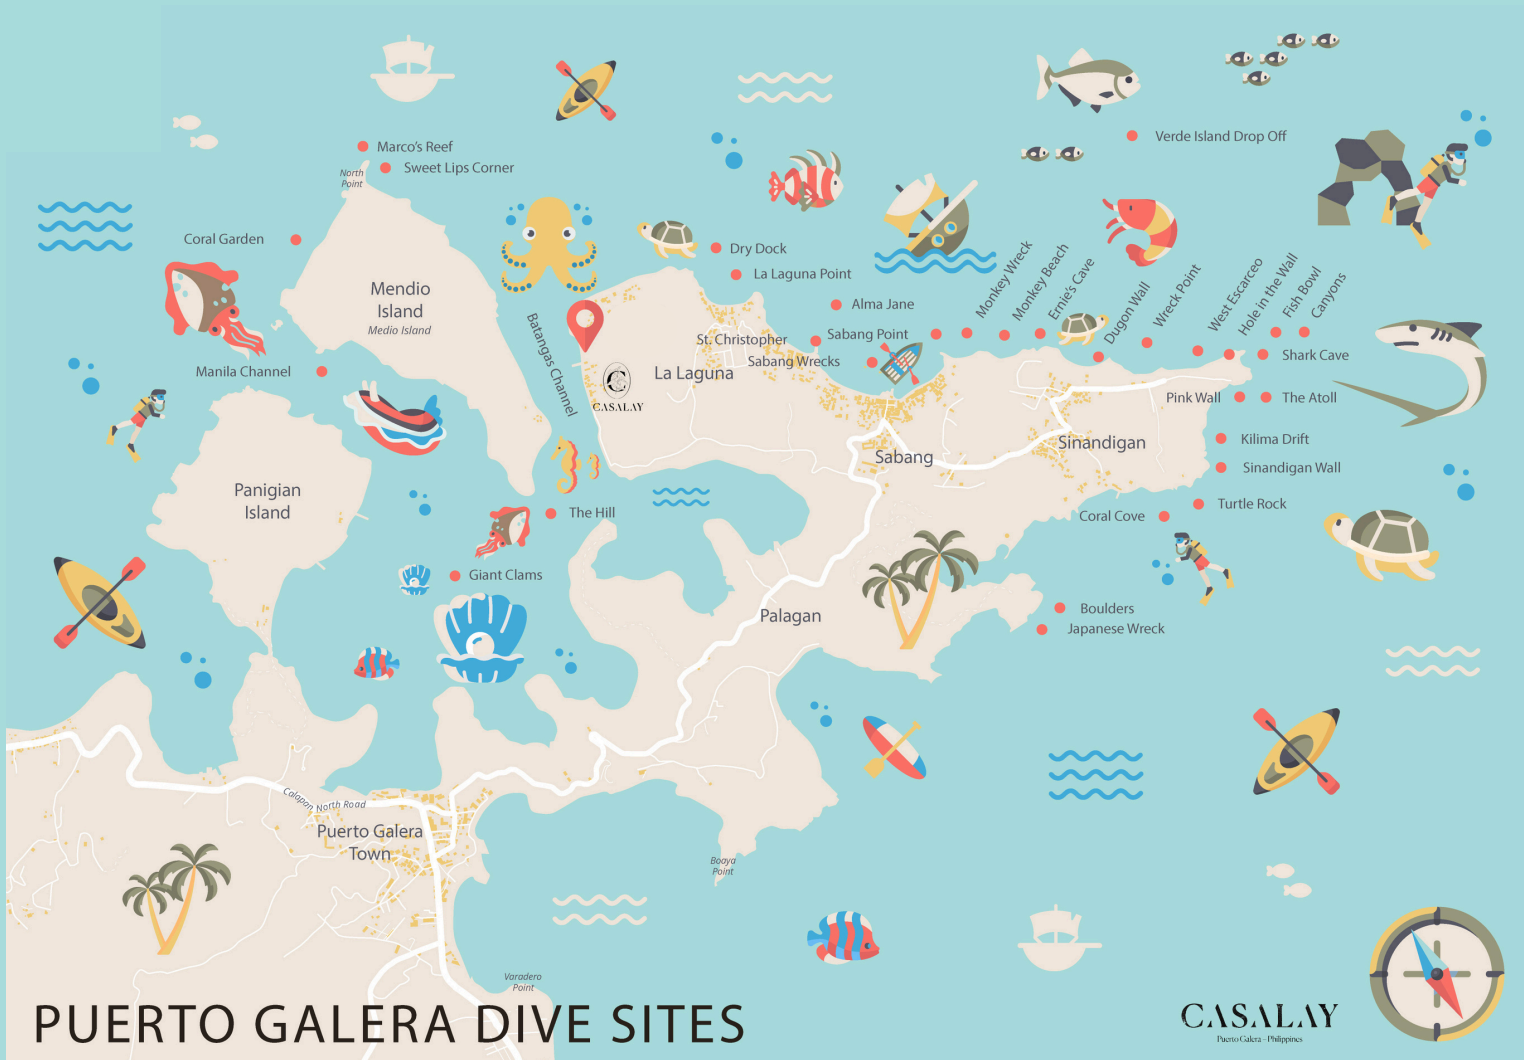 Marco's Reef
Sweet Lips Corner
North
Point
Coral Garden
Mendio
Island
Medio Island
Manila Channel
Panigian
Island
Batangas Channel
CASALAY
The Hill
Giant Clams
Verde Island Drop Off
Dry Dock
La Laguna Point
Alma Jane
St. Christopher
Sabang Point
Sabang Wrecks
La Laguna
Monkey Wreck
Monkey Beach
Ernie's Cave
Dugon Wall
Wreck Point
West Escarceo
Hole in the Wall
Fish Bowl
Canyons
Shark Cave
Pink Wall
The Atoll
Kilima Drift
Sinandigan
Sabang
Sinandigan Wall
Turtle Rock
Coral Cove
Boulders
Japanese Wreck
Palagan
Calapan North Road
Puerto Galera
Town
Boaya
Point
Varadero
Point
PUERTO GALERA DIVE SITES
CASALAY
Puerto Galera - Philippines